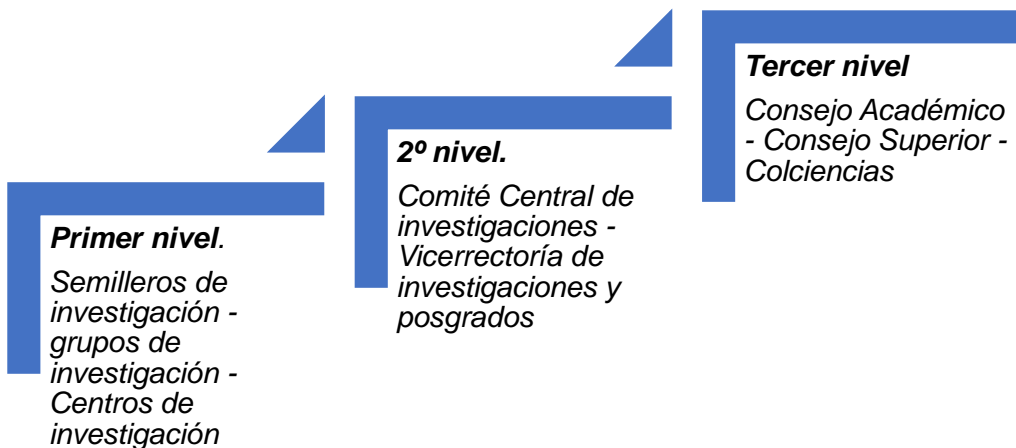 Primer nivel.
Semilleros de
investigación -
grupos de
investigación -
Centros de
investigación
2º nivel.
Comité Central de
investigaciones -
Vicerrectoría de
investigaciones y
posgrados
Tercer nivel
Consejo Académico
- Consejo Superior -
Colciencias